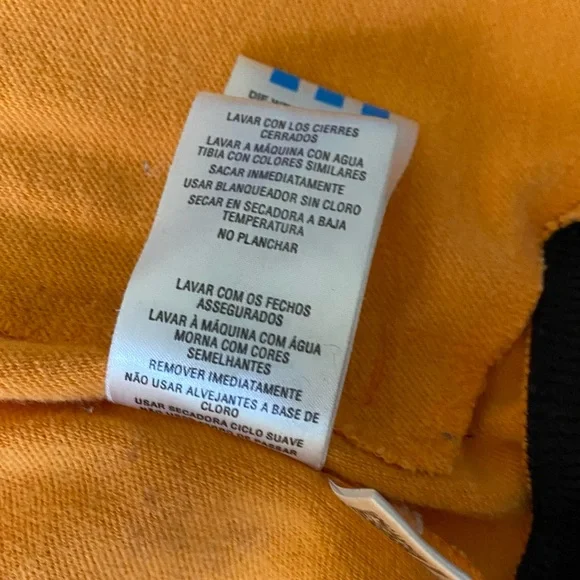 DIE
LAVAR CON LOS CIERRES
CERRADOS
LAVAR A MÁQUINA CON AGUA
TIBIA CON COLORES SIMILARES
SACAR INMEDIATAMENTE
USAR BLANQUEADOR SIN CLORO
SECAR EN SECADORA A BAJA
TEMPERATURA
NO PLANCHAR
LAVAR COM OS FECHOS
ASSEGURADOS
LAVAR À MÁQUINA COM ÁGUA
MORNA COM CORES
SEMELHANTES
REMOVER IMEDIATAMENTE
NÃO USAR ALVEJANTES A BASE DE
CLORO
USAR SECADORA CICLO SUAVE